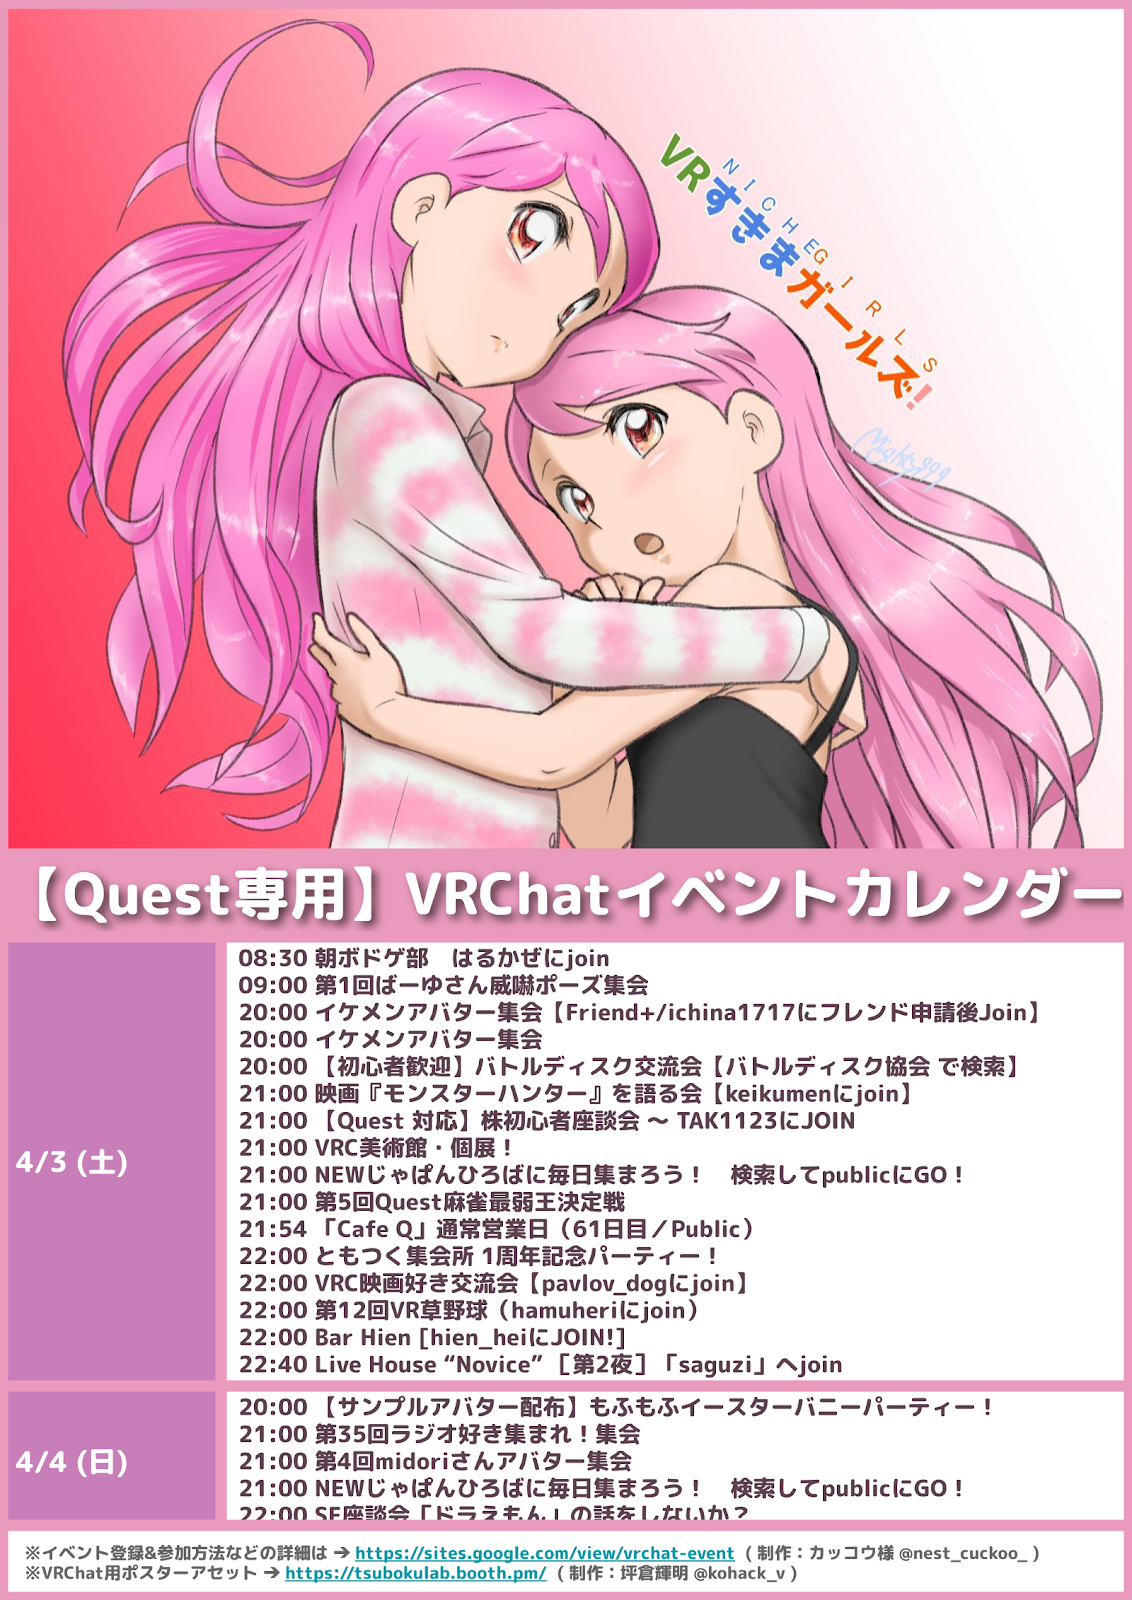 NICHE GIRLS
VRすきまガールズ!
Mighty999
【Quest専用】VRChatイベントカレンダー
4/3 (土)
08:30 朝ボドゲ部　はるかぜにjoin
09:00 第1回ばーゆさん威嚇ポーズ集会
20:00 イケメンアバター集会【Friend+/ichina1717にフレンド申請後Join】
20:00 イケメンアバター集会
20:00 【初心者歓迎】バトルディスク交流会【バトルディスク協会 で検索】
21:00 映画『モンスターハンター』を語る会【keikumenにjoin】
21:00 【Quest 対応】株初心者座談会 ～ TAK1123にJOIN
21:00 VRC美術館・個展！
21:00 NEWじゃぱんひろばに毎日集まろう！　検索してpublicにGO！
21:00 第5回Quest麻雀最弱王決定戦
21:54 「Cafe Q」通常営業日（61日目／Public）
22:00 ともつく集会所 1周年記念パーティー！
22:00 VRC映画好き交流会【pavlov_dogにjoin】
22:00 第12回VR草野球（hamuheriにjoin）
22:00 Bar Hien [hien_heiにJOIN!]
22:40 Live House “Novice” ［第2夜］「saguzi」へjoin
4/4 (日)
20:00 【サンプルアバター配布】もふもふイースターバニーパーティー！
21:00 第35回ラジオ好き集まれ！集会
21:00 第4回midoriさんアバター集会
21:00 NEWじゃぱんひろばに毎日集まろう！　検索してpublicにGO！
22:00 SF座談会「ドラえもん」の話をしないか？
※イベント登録&参加方法などの詳細は → https://sites.google.com/view/vrchat-event ( 制作：カッコウ様 @nest_cuckoo_ )
※VRChat用ポスターアセット → https://tsubokulab.booth.pm/ ( 制作：坪倉輝明 @kohack_v )